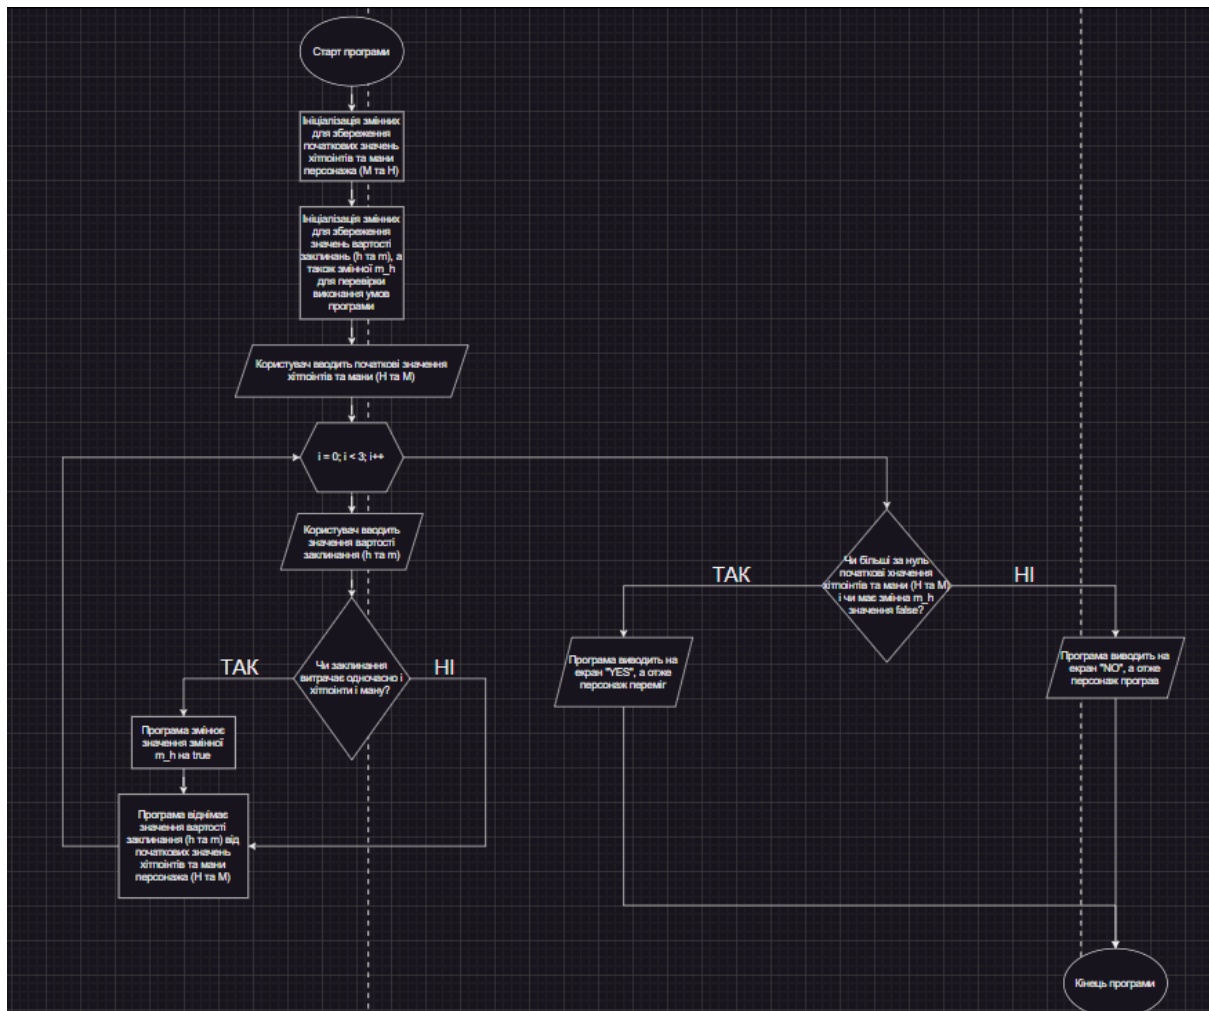 Старт програми
Ініціалізація змінних
для збереження
початкових значень
хітпоінтів та мани
персонажа (М та Н)
Ініціалізація змінних
для збереження
значень вартості
заклинань (h та m), а
також змінної m_h
для перевірки
виконання умов
програми
Користувач вводить початкові значення
хітпоінтів та мани (Н та М)
i = 0; i < 3; i++
Користувач вводить
значення вартості
заклинання (h та m)
Чи заклинання
витрачає одночасно і
хітпоінти і ману?
ТАК
НІ
Програма змінює
значення змінної
m_h на true
Програма віднімає
значення вартості
заклинання (h та m) від
початкових значень
хітпоінтів та мани
персонажа (Н та М)
Чи більші за нуль
початкові хначення
хітпоінтів та мани (Н та М)
і чи має змінна m_h
значення false?
ТАК
НІ
Програма виводить на
екран "YES", а отже
персонаж переміг
Програма виводить на
екран "NO", а отже
персонаж програв
Кінець програми